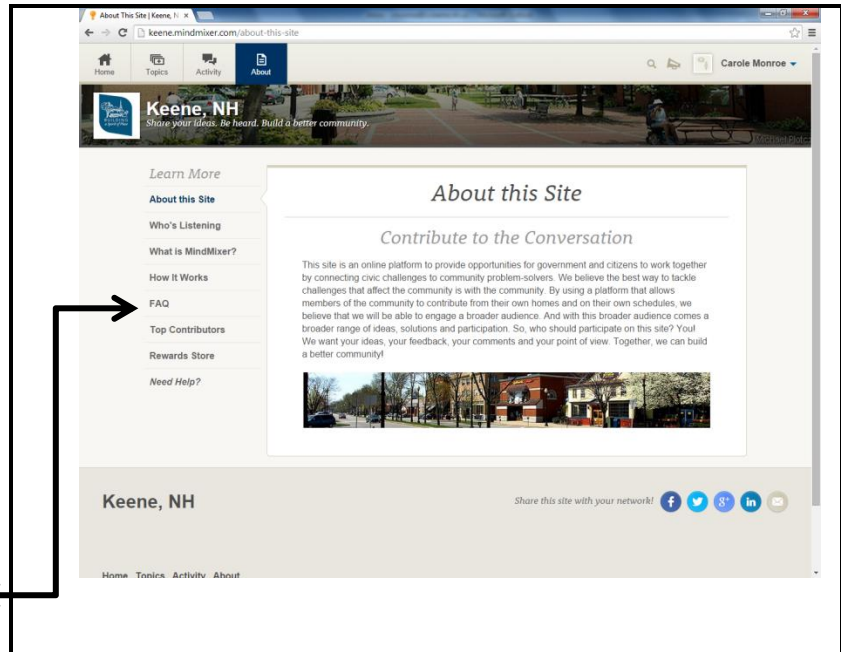 About This Site | Keene, N
keene.mindmixer.com/about-this-site
Home Topics Activity About Carole Monroe
Keene, NH
Share your ideas. Be heard. Build a better community.
Learn More
About this Site
Who's Listening
What is MindMixer?
How It Works
FAQ
Top Contributors
Rewards Store
Need Help?
About this Site
Contribute to the Conversation
This site is an online platform to provide opportunities for government and citizens to work together
by connecting civic challenges to community problem-solvers. We believe the best way to tackle
challenges that affect the community is with the community. By using a platform that allows
members of the community to contribute from their own homes and on their own schedules, we
believe that we will be able to engage a broader audience. And with this broader audience comes a
broader range of ideas, solutions and participation. So, who should participate on this site? You!
We want your ideas, your feedback, your comments and your point of view. Together, we can build
a better community!
Keene, NH
Share this site with your network!
Home Topics Activity About